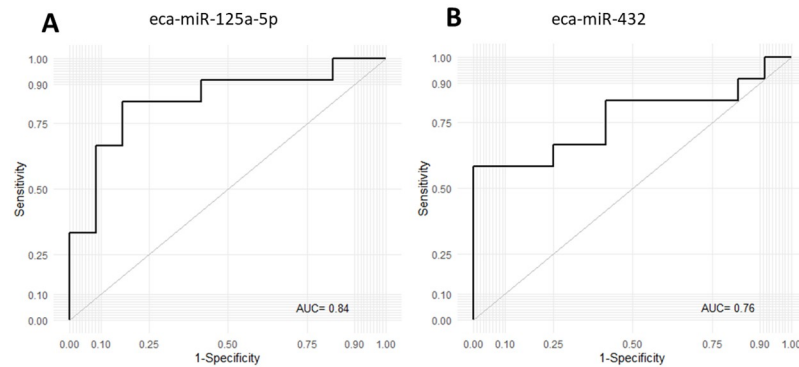 A
eca-miR-125a-5p
1.00
0.90
0.75
0.50
0.25
0.10
0.00
Sensitivity
AUC= 0.84
0.00 0.10 0.25 0.50 0.75 0.90 1.00
1-Specificity
B
eca-miR-432
1.00
0.90
0.75
0.50
0.25
0.10
0.00
Sensitivity
AUC= 0.76
0.00 0.10 0.25 0.50 0.75 0.90 1.00
1-Specificity